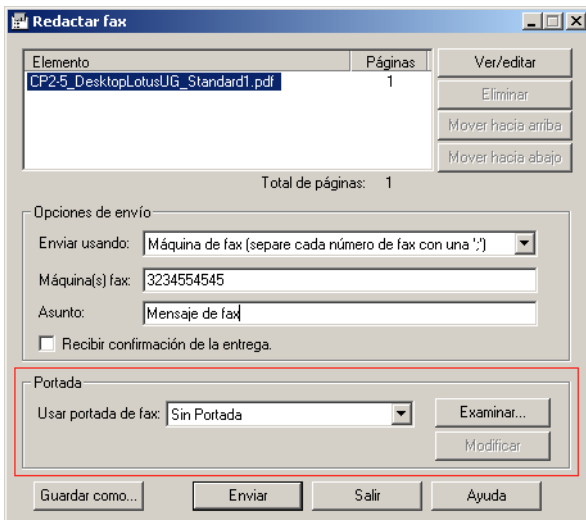 Redactar fax
Elemento Páginas
CP2-5_DesktopLotusUG_Standard1.pdf 1
Ver/editar
Eliminar
Mover hacia arriba
Mover hacia abajo
Total de páginas: 1
Opciones de envío
Enviar usando: Máquina de fax (separe cada número de fax con una ';')
Máquina(s) fax: 3234554545
Asunto: Mensaje de fax
Recibir confirmación de la entrega.
Portada
Usar portada de fax: Sin Portada
Examinar...
Modificar
Guardar como... Enviar Salir Ayuda